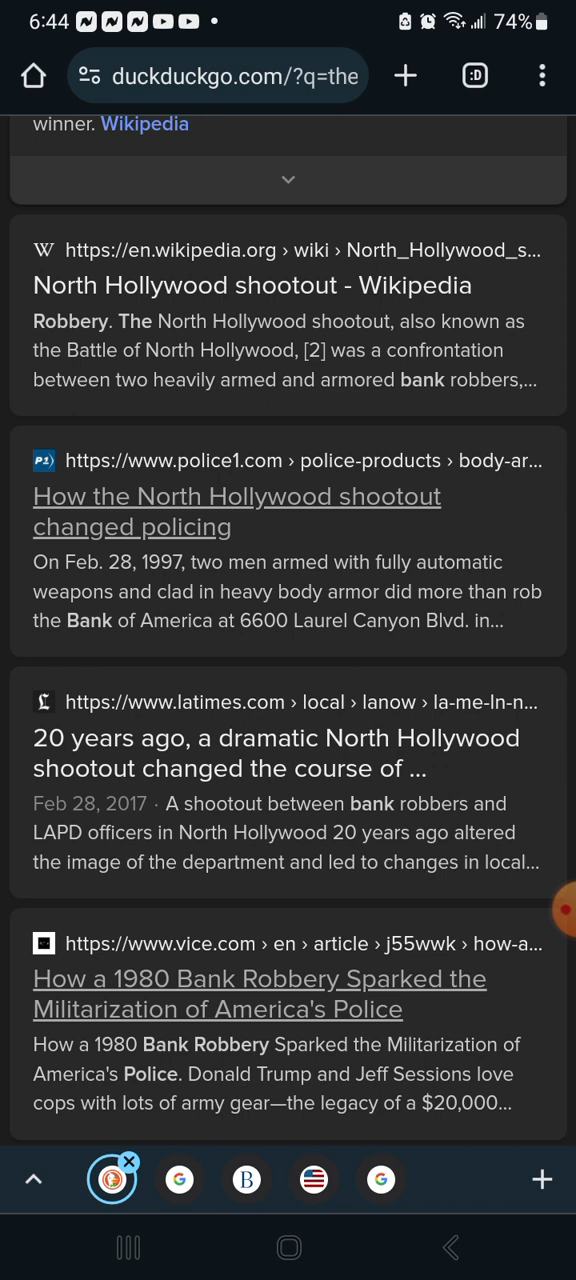 6:44
74%
duckduckgo.com/?q=the
:D
winner. Wikipedia
W https://en.wikipedia.org › wiki › North_Hollywood_s...
North Hollywood shootout - Wikipedia
Robbery. The North Hollywood shootout, also known as
the Battle of North Hollywood, [2] was a confrontation
between two heavily armed and armored bank robbers,...
P1) https://www.police1.com › police-products › body-ar...
How the North Hollywood shootout
changed policing
On Feb. 28, 1997, two men armed with fully automatic
weapons and clad in heavy body armor did more than rob
the Bank of America at 6600 Laurel Canyon Blvd. in...
https://www.latimes.com › local › lanow › la-me-ln-n...
20 years ago, a dramatic North Hollywood
shootout changed the course of ...
Feb 28, 2017 · A shootout between bank robbers and
LAPD officers in North Hollywood 20 years ago altered
the image of the department and led to changes in local...
https://www.vice.com › en › article › j55wwk › how-a...
How a 1980 Bank Robbery Sparked the
Militarization of America's Police
How a 1980 Bank Robbery Sparked the Militarization of
America's Police. Donald Trump and Jeff Sessions love
cops with lots of army gear—the legacy of a $20,000...
G B G